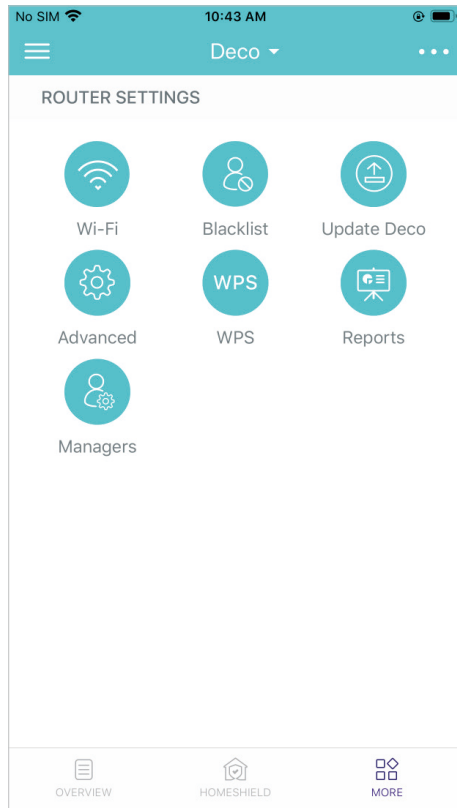 No SIM 10:43 AM
Deco
ROUTER SETTINGS
Wi-Fi Blacklist Update Deco
WPS
Advanced WPS Reports
Managers
OVERVIEW HOMESHIELD MORE